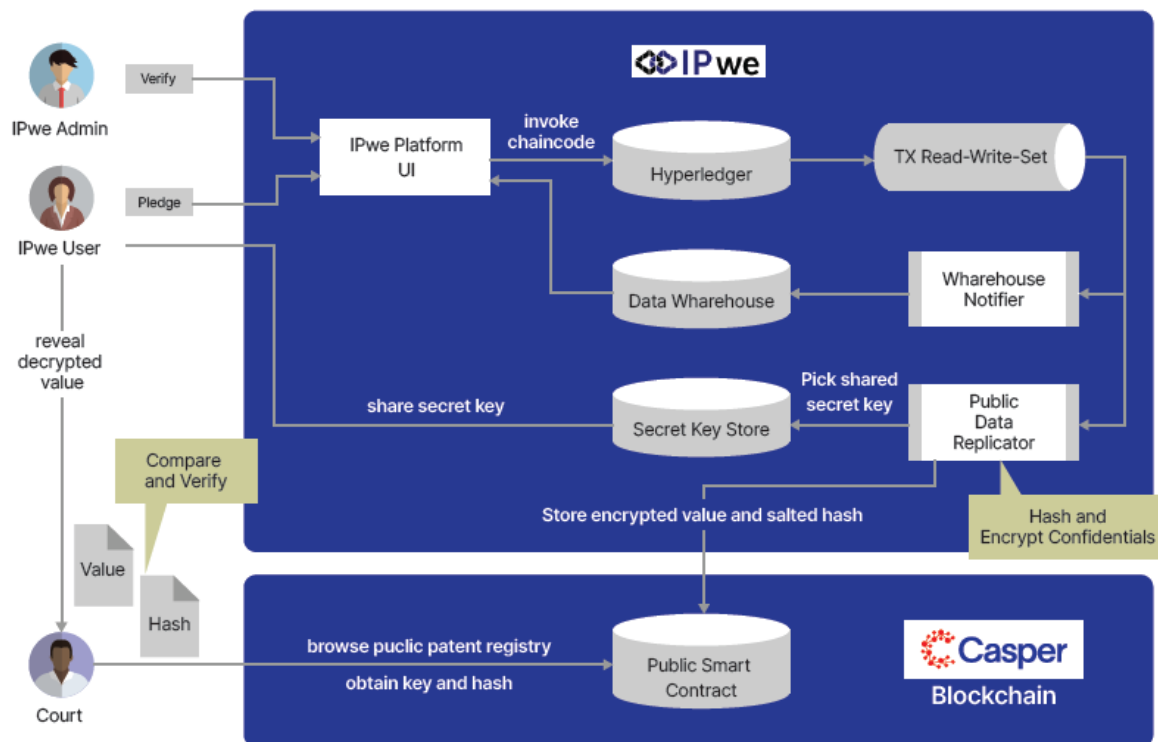 IPwe
IPwe Admin
Verify
IPwe Platform
UI
invoke
chaincode
Hyperledger
TX Read-Write-Set
IPwe User
Pledge
Data Wharehouse
Wharehouse
Notifier
reveal
decrypted
value
share secret key
Secret Key Store
Pick shared
secret key
Public
Data
Replicator
Compare
and Verify
Store encrypted value and salted hash
Hash and
Encrypt Confidentials
Value
Hash
Court
browse puclic patent registry
obtain key and hash
Public Smart
Contract
Casper
Blockchain